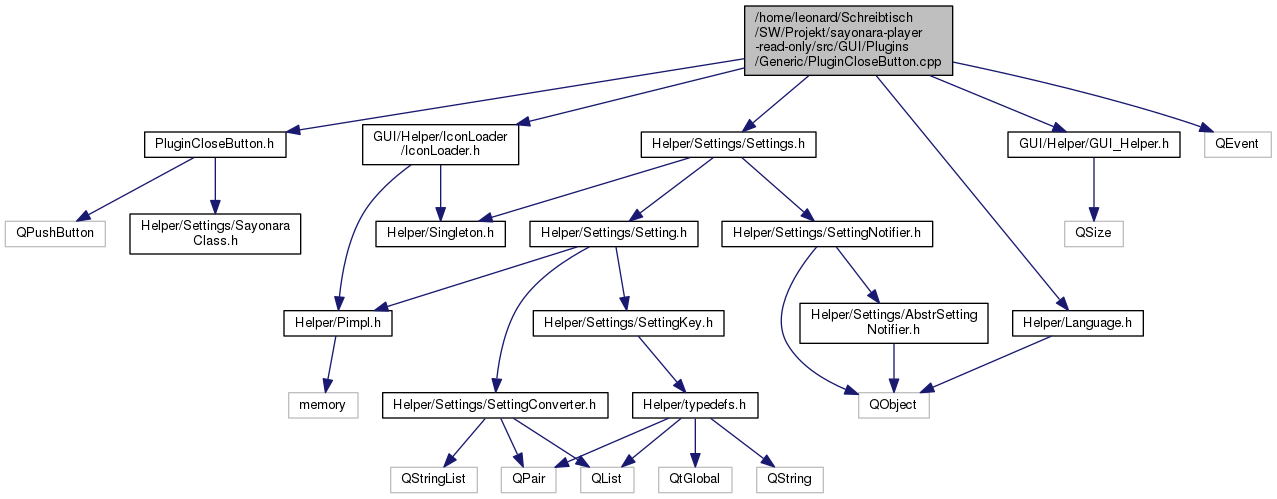 /home/leonard/Schreibtisch
/SW/Projekt/sayonara-player
-read-only/src/GUI/Plugins
/Generic/PluginCloseButton.cpp
PluginCloseButton.h
GUI/Helper/IconLoader
/IconLoader.h
Helper/Settings/Settings.h
GUI/Helper/GUI_Helper.h
QEvent
QPushButton
Helper/Settings/Sayonara
Class.h
Helper/Singleton.h
Helper/Settings/Setting.h
Helper/Settings/SettingNotifier.h
QSize
Helper/Pimpl.h
Helper/Settings/SettingKey.h
Helper/Settings/AbstrSetting
Notifier.h
Helper/Language.h
memory
Helper/Settings/SettingConverter.h
Helper/typedefs.h
QObject
QStringList
QPair
QList
QtGlobal
QString